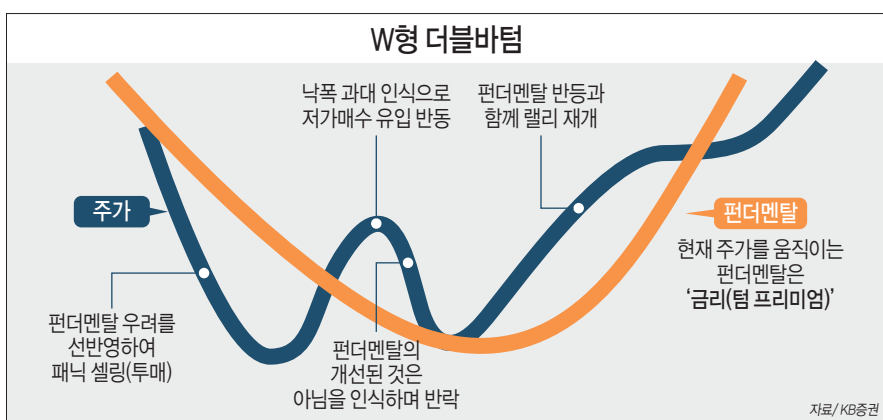 W형 더블바텀
낙폭 과대 인식으로
저가매수 유입 반동
펀더멘탈 반등과
함께 랠리 재개
주가
펀더멘탈
현재 주가를 움직이는
펀더멘탈은
‘금리(텀 프리미엄)’
펀더멘탈 우려를
선반영하여
패닉 셀링(투매)
펀더멘탈의
개선된 것은
아님을 인식하며 반락
자료/KB증권